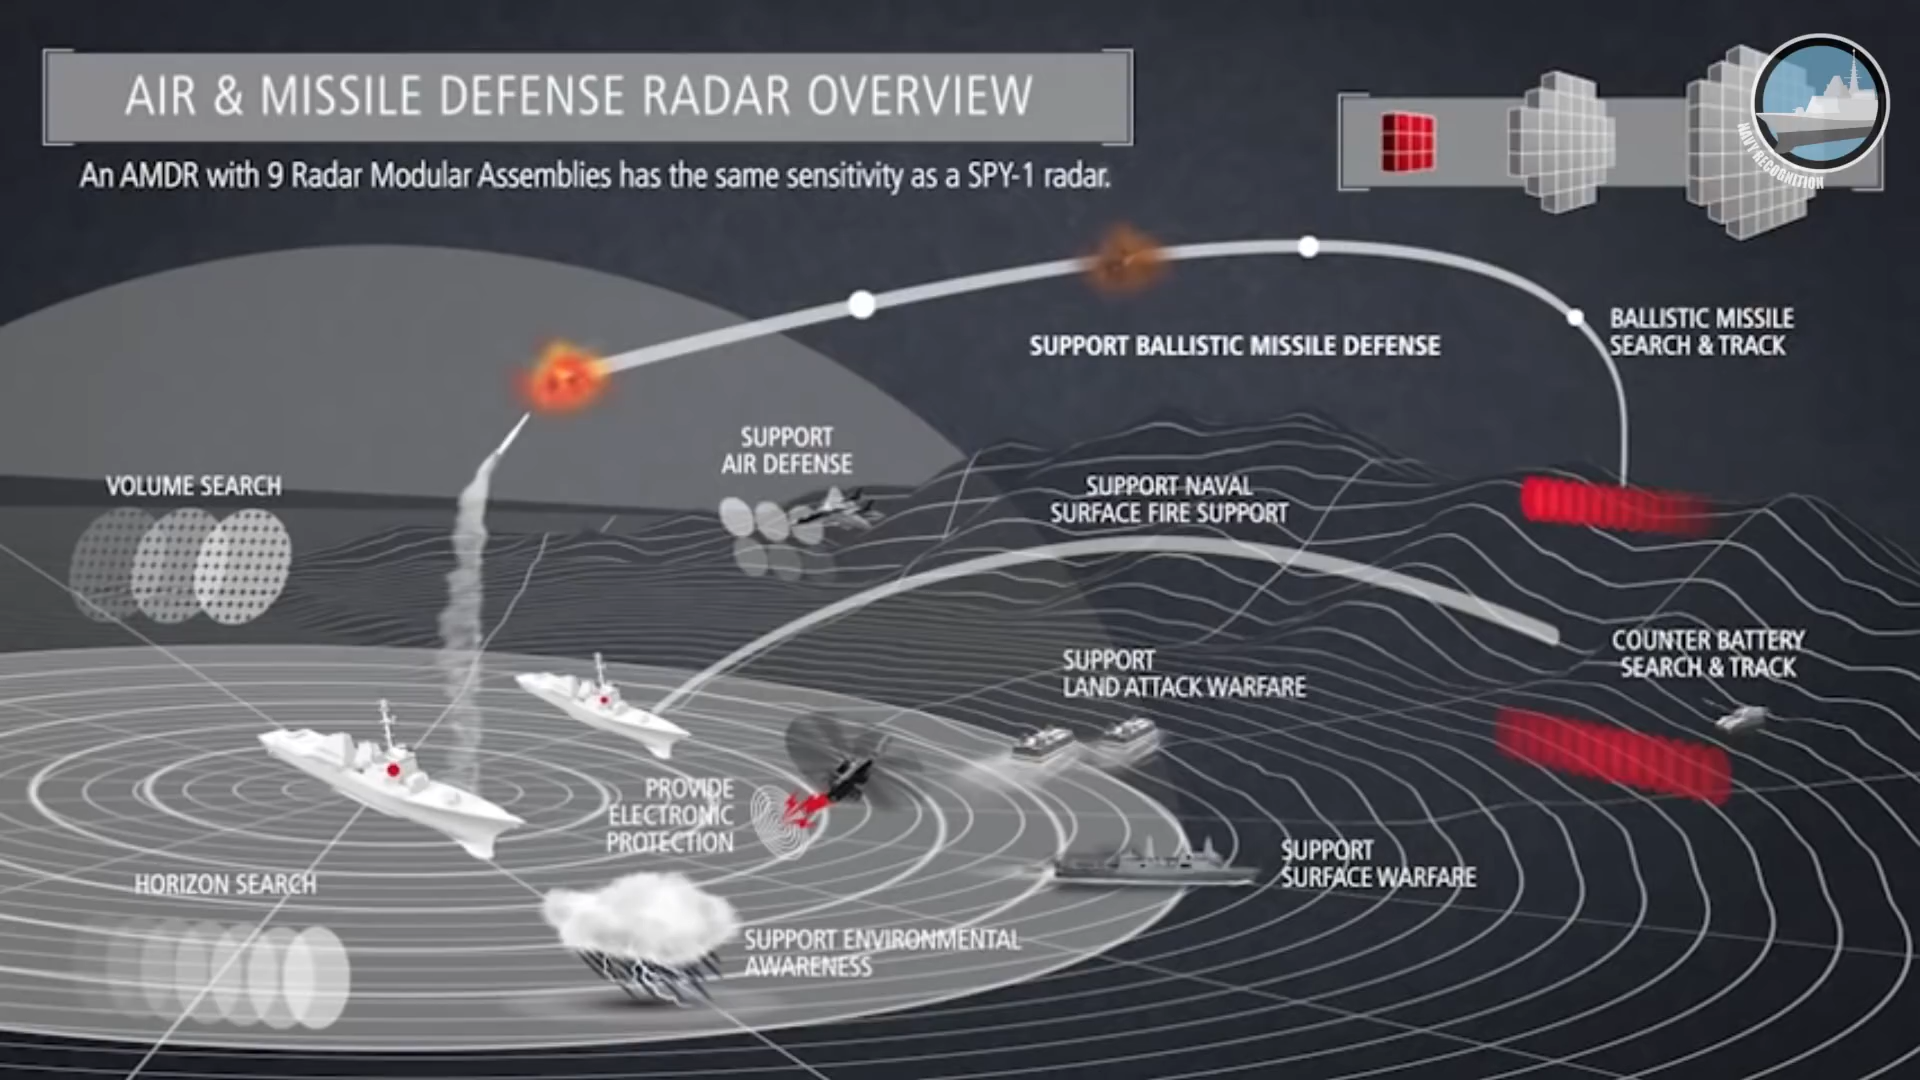 AIR & MISSILE DEFENSE RADAR OVERVIEW
An AMDR with 9 Radar Modular Assemblies has the same sensitivity as a SPY-1 radar.
NAVY RECOGNITION
BALLISTIC MISSILE
SEARCH & TRACK
SUPPORT BALLISTIC MISSILE DEFENSE
SUPPORT
AIR DEFENSE
VOLUME SEARCH
SUPPORT NAVAL
SURFACE FIRE SUPPORT
COUNTER BATTERY
SEARCH & TRACK
SUPPORT
LAND ATTACK WARFARE
PROVIDE
ELECTRONIC
PROTECTION
SUPPORT
SURFACE WARFARE
HORIZON SEARCH
SUPPORT ENVIRONMENTAL
AWARENESS